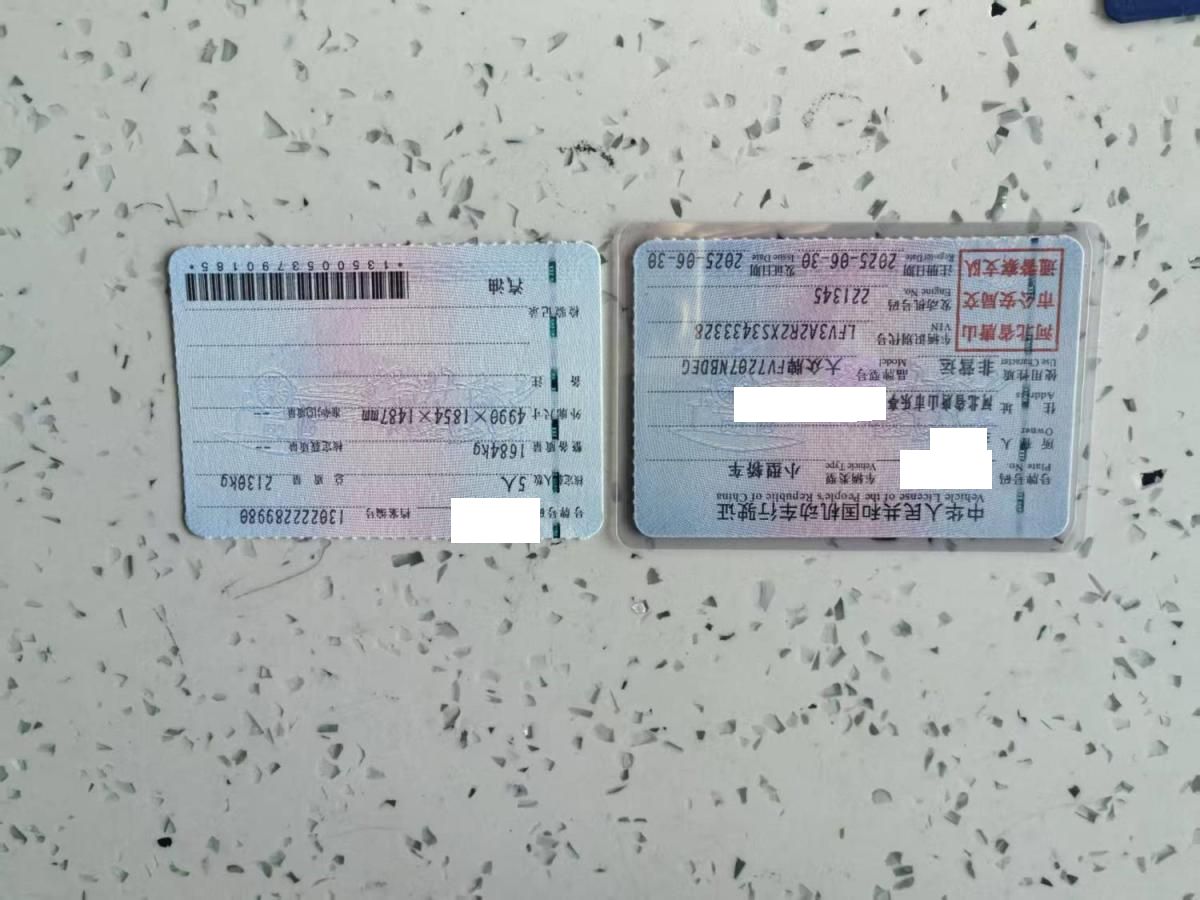 中华人民共和国机动车行驶证
Vehicle License of the People's Republic of China
号牌号码 Plate No. 车辆类型 Vehicle Type 小型轿车
所有人 Owner
住址 Address 河北省唐山市乐亭
使用性质 Use Character 非营运 品牌型号 Model 大众牌FV7207NBDEG
河北省唐山
市公安局交
通警察支队
车辆识别代号 VIN LFV3A2R2XS3433328
发动机号码 Engine No. 221345
注册日期 Register Date 2025-06-30 发证日期 Issue Date 2025-06-30
号牌号码 档案编号 130222289980
核定载人数 5人 总质量 2130kg
整备质量 1684kg 核定载质量 --
外廓尺寸 4990×1854×1487mm 准牵引总质量 --
备注
检验记录
汽油
*1350053790185*